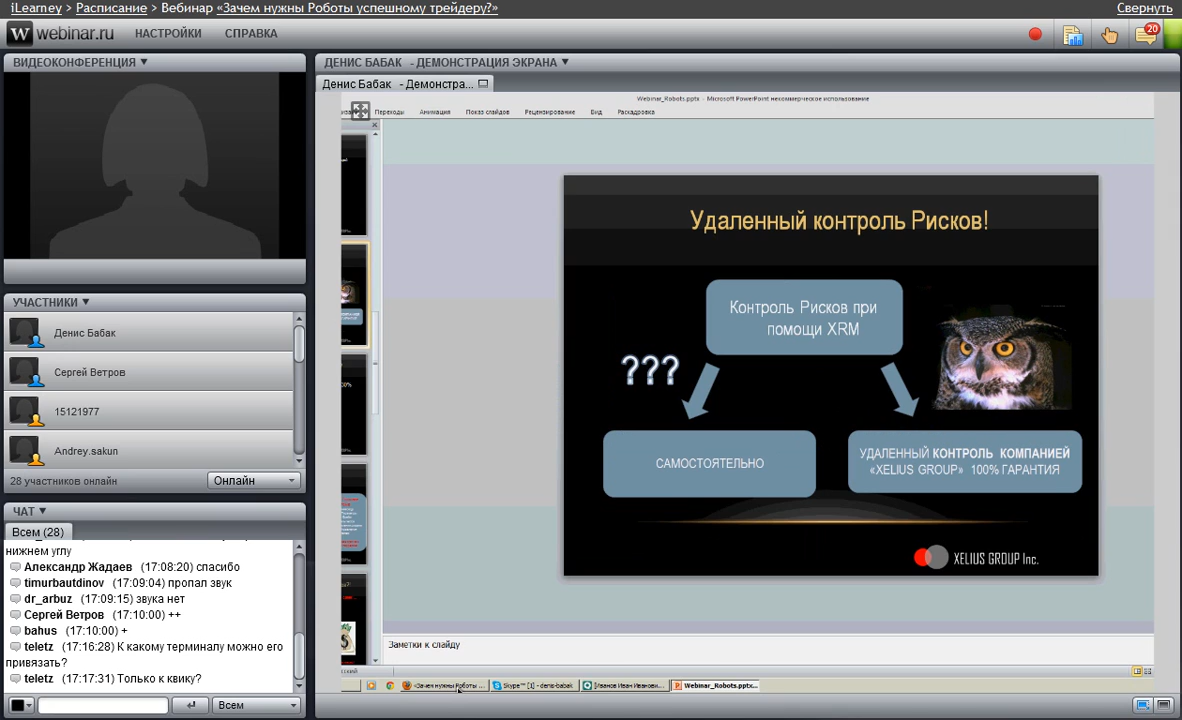 iLearney > Расписание > Вебинар «Зачем нужны Роботы успешному трейдеру?»
Свернуть
W webinar.ru НАСТРОЙКИ СПРАВКА
20
ВИДЕОКОНФЕРЕНЦИЯ
ДЕНИС БАБАК - ДЕМОНСТРАЦИЯ ЭКРАНА
Денис Бабак - Демонстра...
Webinar_Robots.pptx - Microsoft PowerPoint некоммерческое использование
Переходы Анимация Показ слайдов Рецензирование Вид Раскадровка
Удаленный контроль Рисков!
Контроль Рисков при
помощи XRM
???
САМОСТОЯТЕЛЬНО
УДАЛЕННЫЙ КОНТРОЛЬ КОМПАНИЕЙ
«XELIUS GROUP» 100% ГАРАНТИЯ
XELIUS GROUP Inc.
Заметки к слайду
«Зачем нужны Роботы ...
Skype™ [1] - denis-babak
[Иванов Иван Иванови...
Webinar_Robots.pptx...
УЧАСТНИКИ
Денис Бабак
Сергей Ветров
15121977
Andrey.sakun
28 участников онлайн
Онлайн
ЧАТ
Всем (28)
нижнем углу
Александр Жадаев (17:08:20) спасибо
timurbautdinov (17:09:04) пропал звук
dr_arbuz (17:09:15) звука нет
Сергей Ветров (17:10:00) ++
bahus (17:10:00) +
teletz (17:16:28) К какому терминалу можно его
привязать?
teletz (17:17:31) Только к квику?
Всем